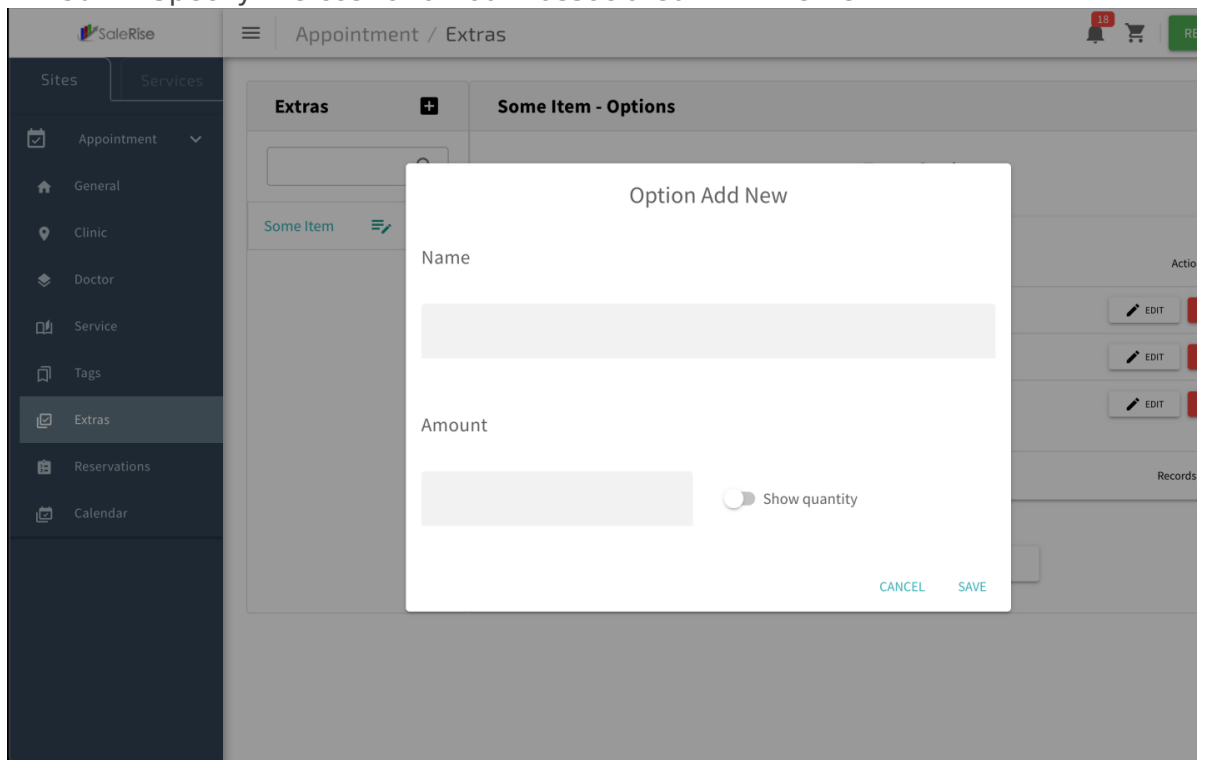 SaleRise
Appointment / Extras
18
Sites
Services
Extras
Some Item - Options
Appointment
General
Clinic
Doctor
Service
Tags
Extras
Reservations
Calendar
Some Item
Option Add New
Name
Amount
Show quantity
CANCEL
SAVE
EDIT
EDIT
EDIT
Records